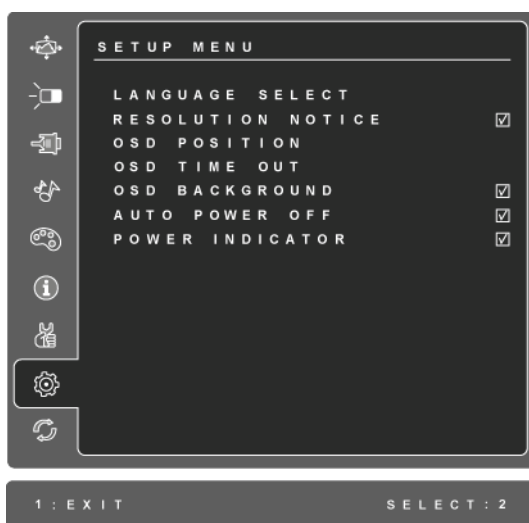 SETUP MENU
LANGUAGE SELECT
RESOLUTION NOTICE
OSD POSITION
OSD TIME OUT
OSD BACKGROUND
AUTO POWER OFF
POWER INDICATOR
1:EXIT SELECT:2